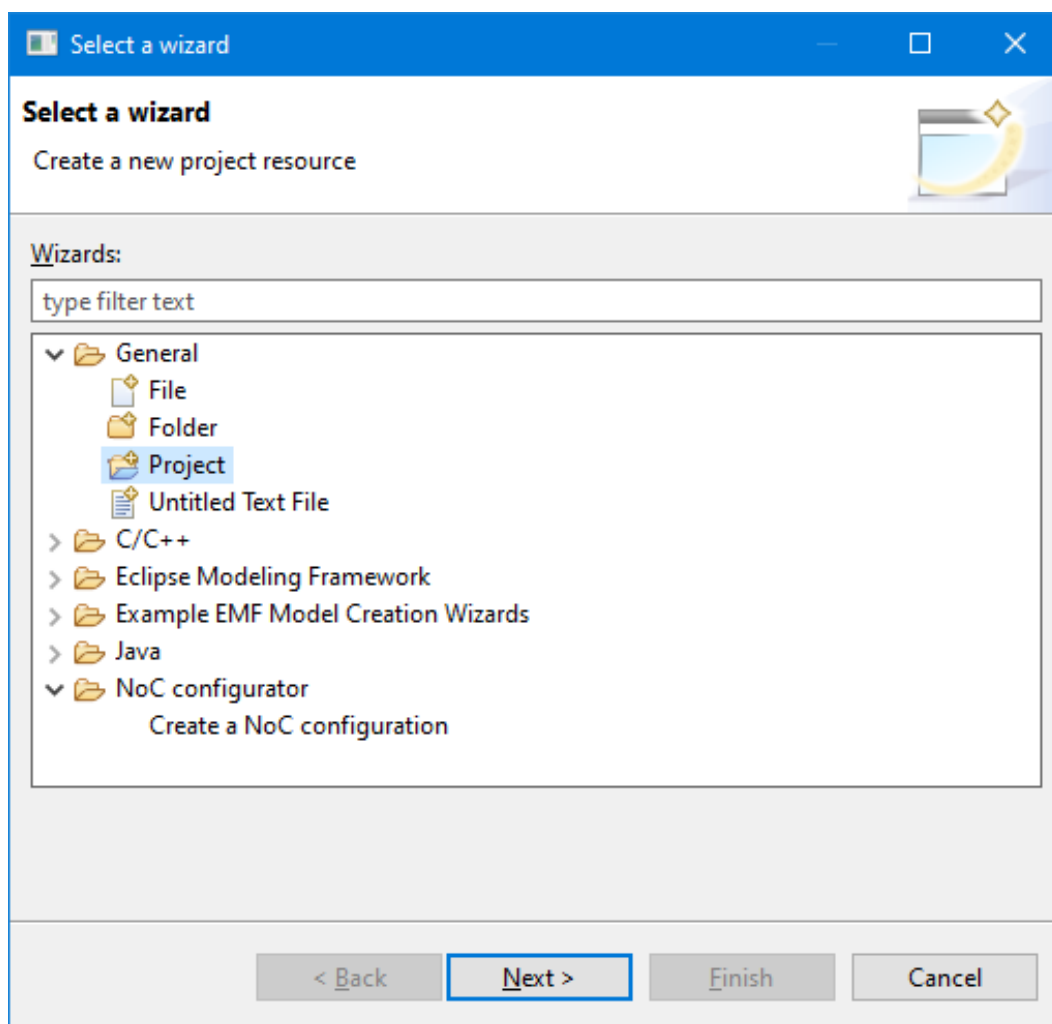 Select a wizard
Select a wizard
Create a new project resource
Wizards:
type filter text
General
File
Folder
Project
Untitled Text File
C/C++
Eclipse Modeling Framework
Example EMF Model Creation Wizards
Java
NoC configurator
Create a NoC configuration
< Back Next > Finish Cancel